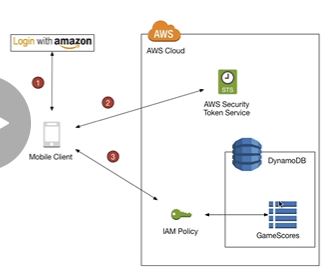 Login with amazon
AWS
AWS Cloud
1
2
STS
AWS Security
Token Service
Mobile Client
3
DynamoDB
IAM Policy
GameScores